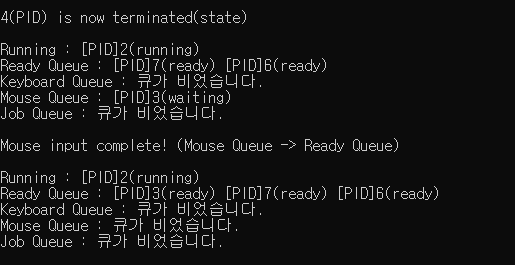 4(PID) is now terminated(state)
Running : [PID]2(running)
Ready Queue : [PID]7(ready) [PID]6(ready)
Keyboard Queue : 큐가 비었습니다.
Mouse Queue : [PID]3(waiting)
Job Queue : 큐가 비었습니다.
Mouse input complete! (Mouse Queue -> Ready Queue)
Running : [PID]2(running)
Ready Queue : [PID]3(ready) [PID]7(ready) [PID]6(ready)
Keyboard Queue : 큐가 비었습니다.
Mouse Queue : 큐가 비었습니다.
Job Queue : 큐가 비었습니다.